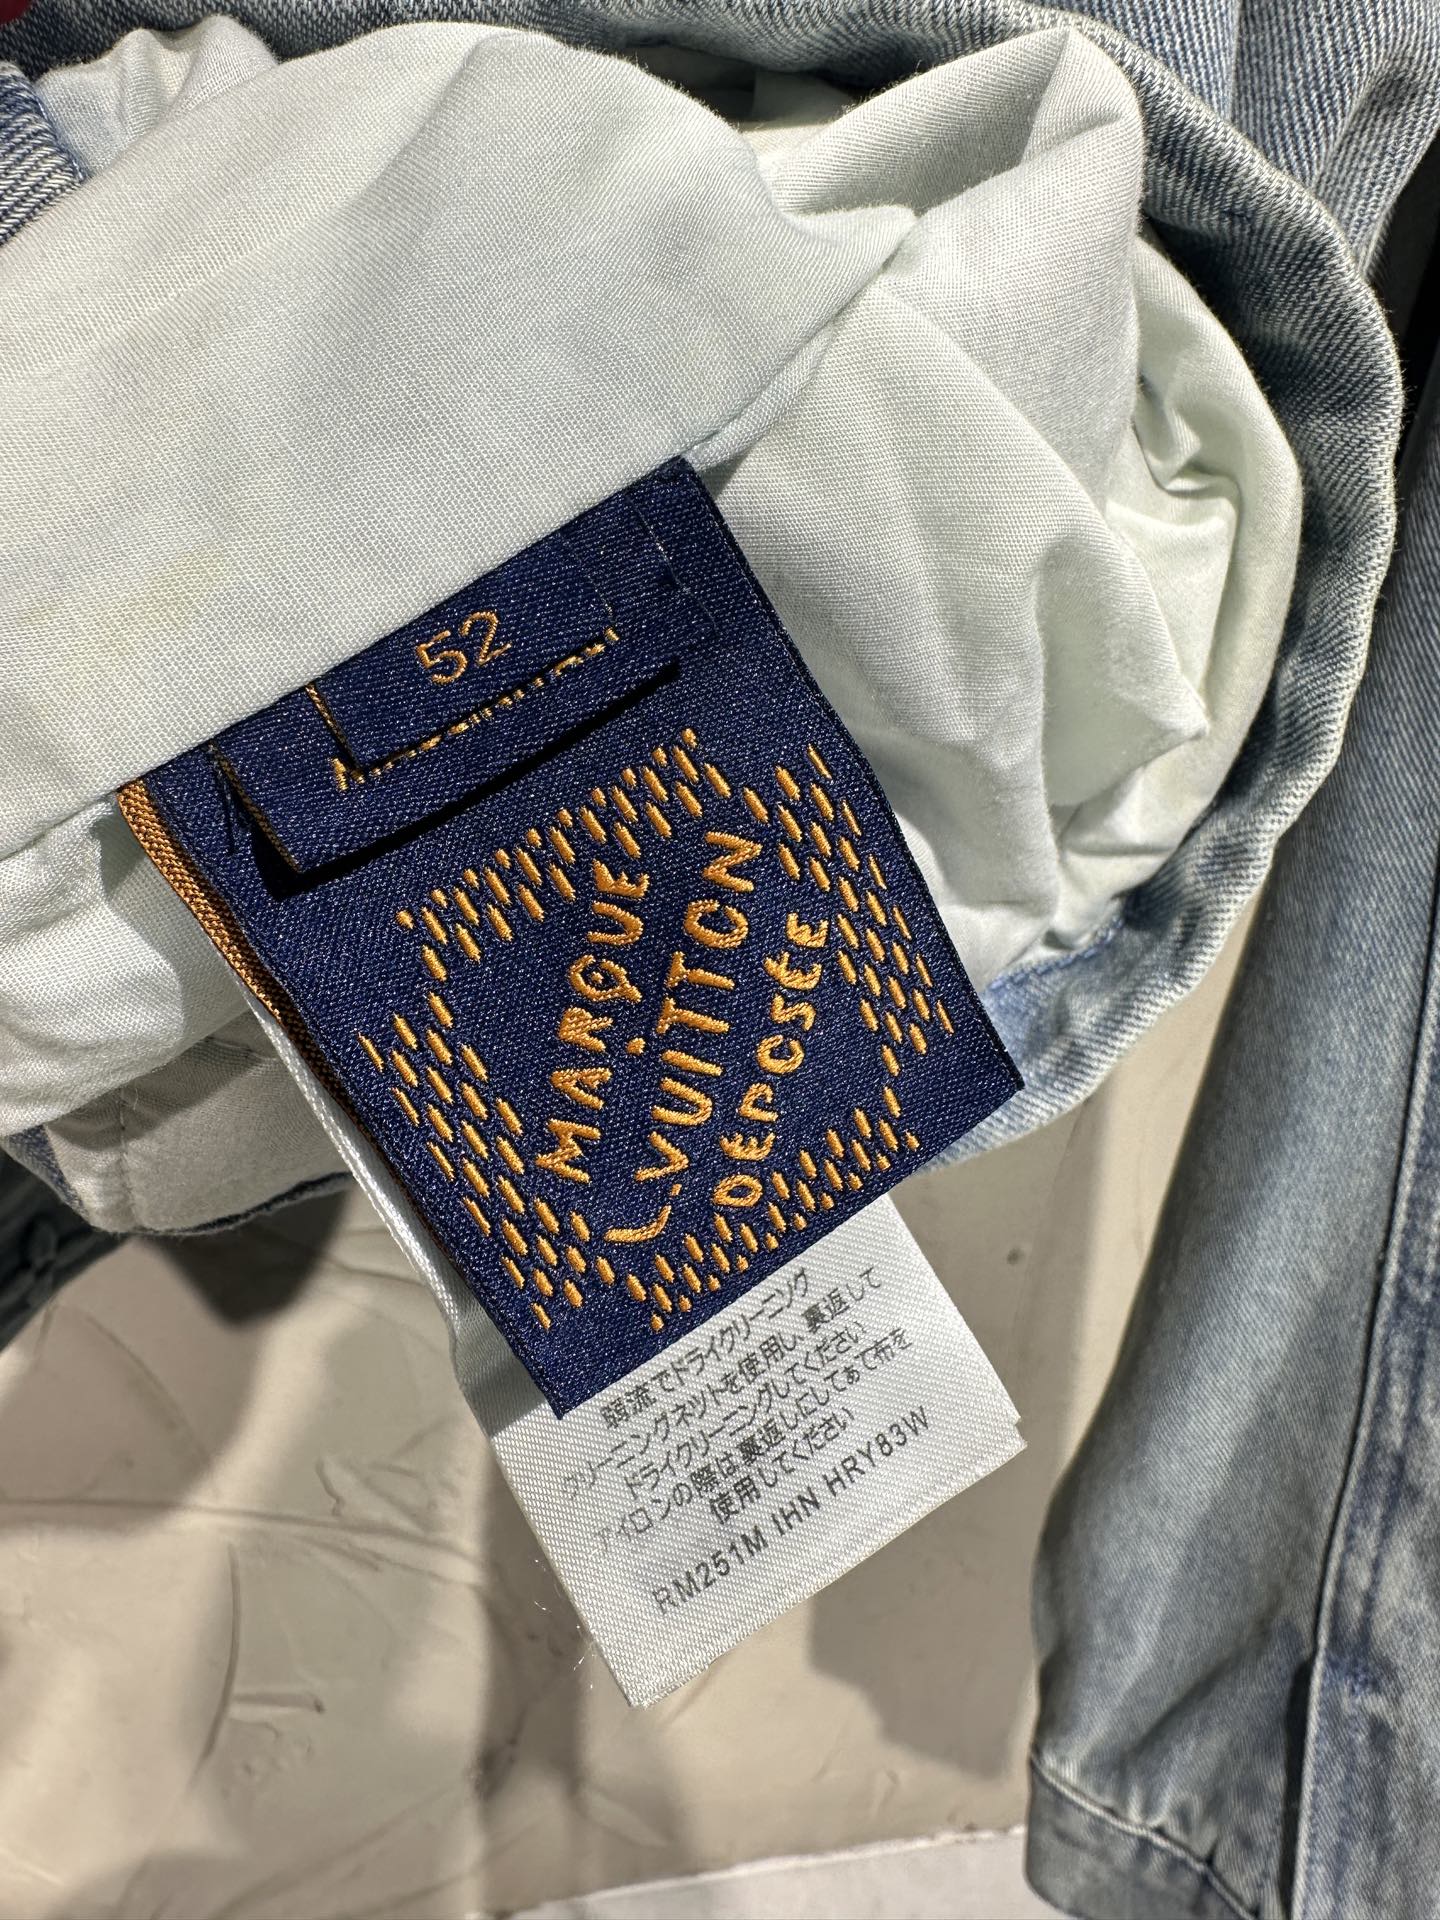 52
MARQUE
L.VUITTON
DEPOSEE
弱流でドライクリーニング
クリーニングネットを使用し、裏返して
ドライクリーニングしてください
アイロンの際は裏返しにしてあて布を
使用してください
RM251M IHN HRY83W